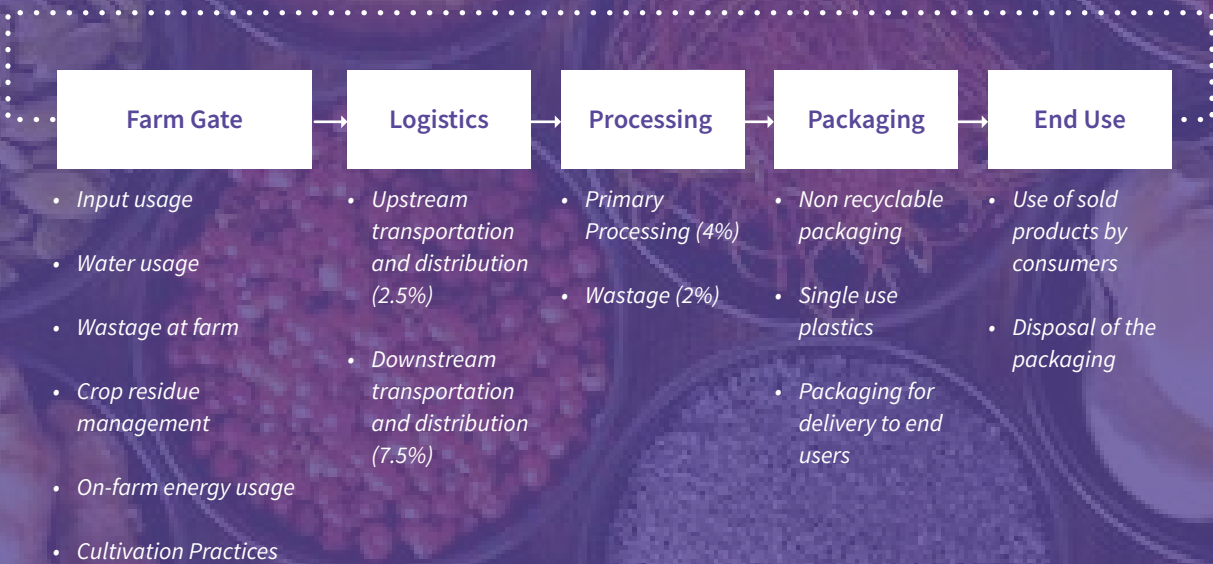 Farm Gate
• Input usage
• Water usage
• Wastage at farm
• Crop residue
management
• On-farm energy usage
• Cultivation Practices
Logistics
• Upstream
transportation
and distribution
(2.5%)
• Downstream
transportation
and distribution
(7.5%)
Processing
• Primary
Processing (4%)
• Wastage (2%)
Packaging
• Non recyclable
packaging
• Single use
plastics
• Packaging for
delivery to end
users
End Use
• Use of sold
products by
consumers
• Disposal of the
packaging